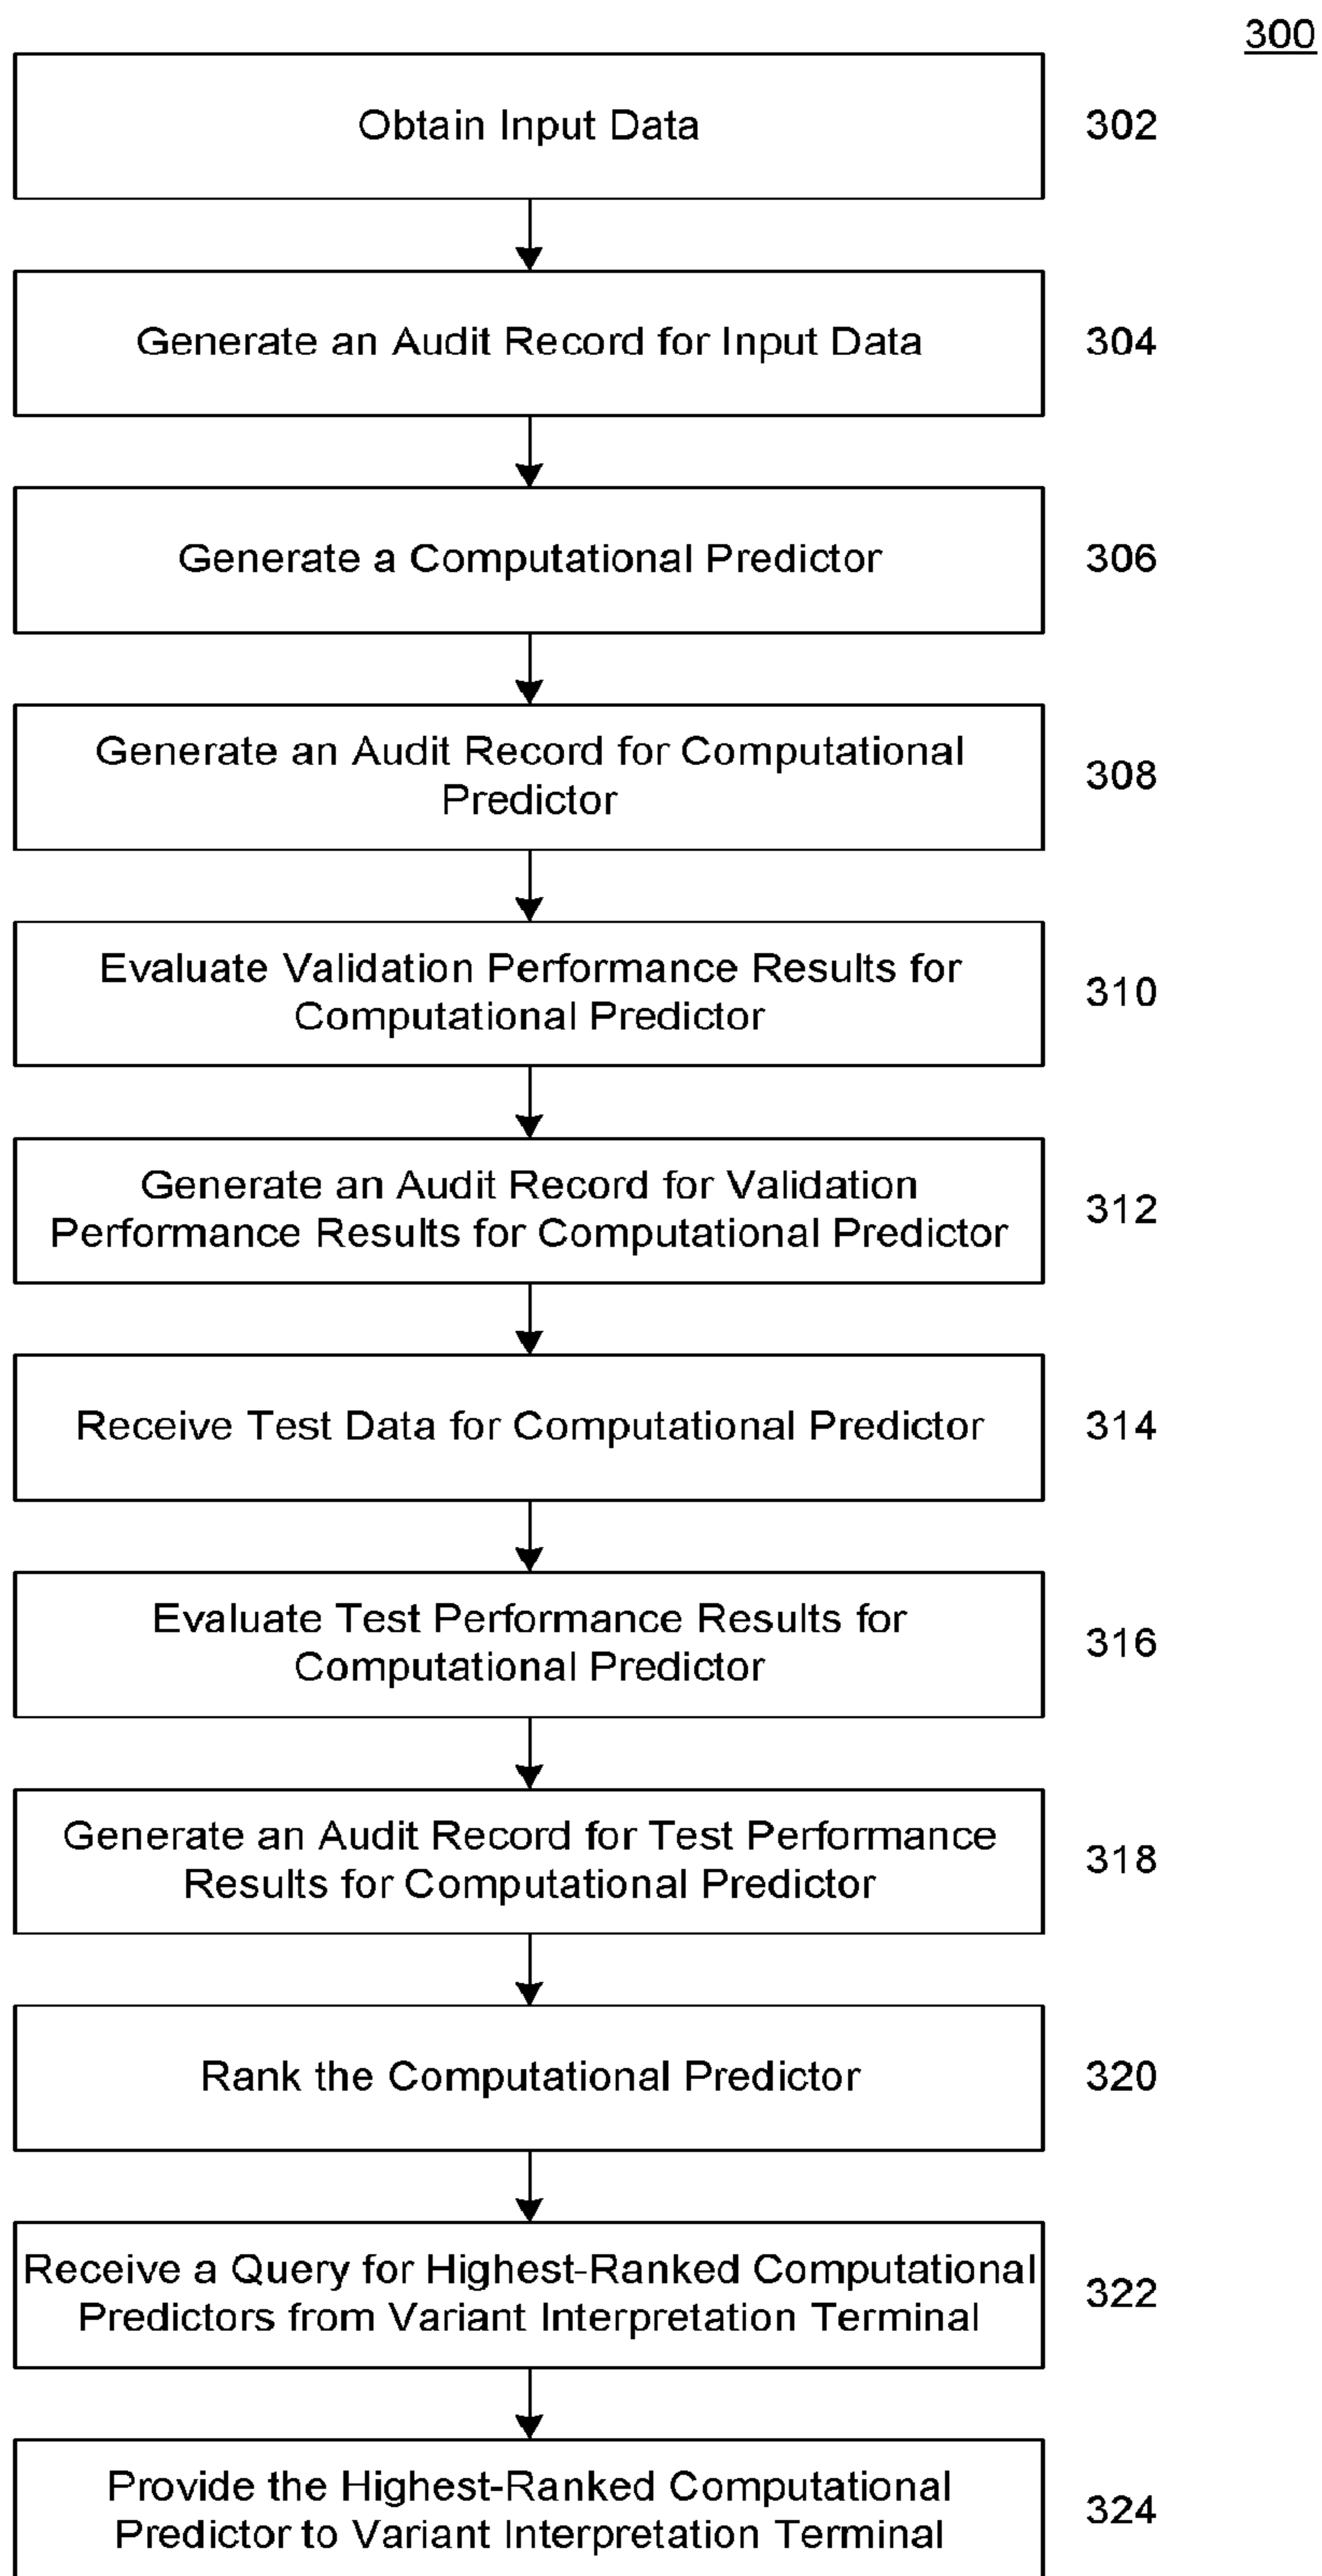 300
Obtain Input Data
302
Generate an Audit Record for Input Data
304
Generate a Computational Predictor
306
Generate an Audit Record for Computational
Predictor
308
Evaluate Validation Performance Results for
Computational Predictor
310
Generate an Audit Record for Validation
Performance Results for Computational Predictor
312
Receive Test Data for Computational Predictor
314
Evaluate Test Performance Results for
Computational Predictor
316
Generate an Audit Record for Test Performance
Results for Computational Predictor
318
Rank the Computational Predictor
320
Receive a Query for Highest-Ranked Computational
Predictors from Variant Interpretation Terminal
322
Provide the Highest-Ranked Computational
Predictor to Variant Interpretation Terminal
324